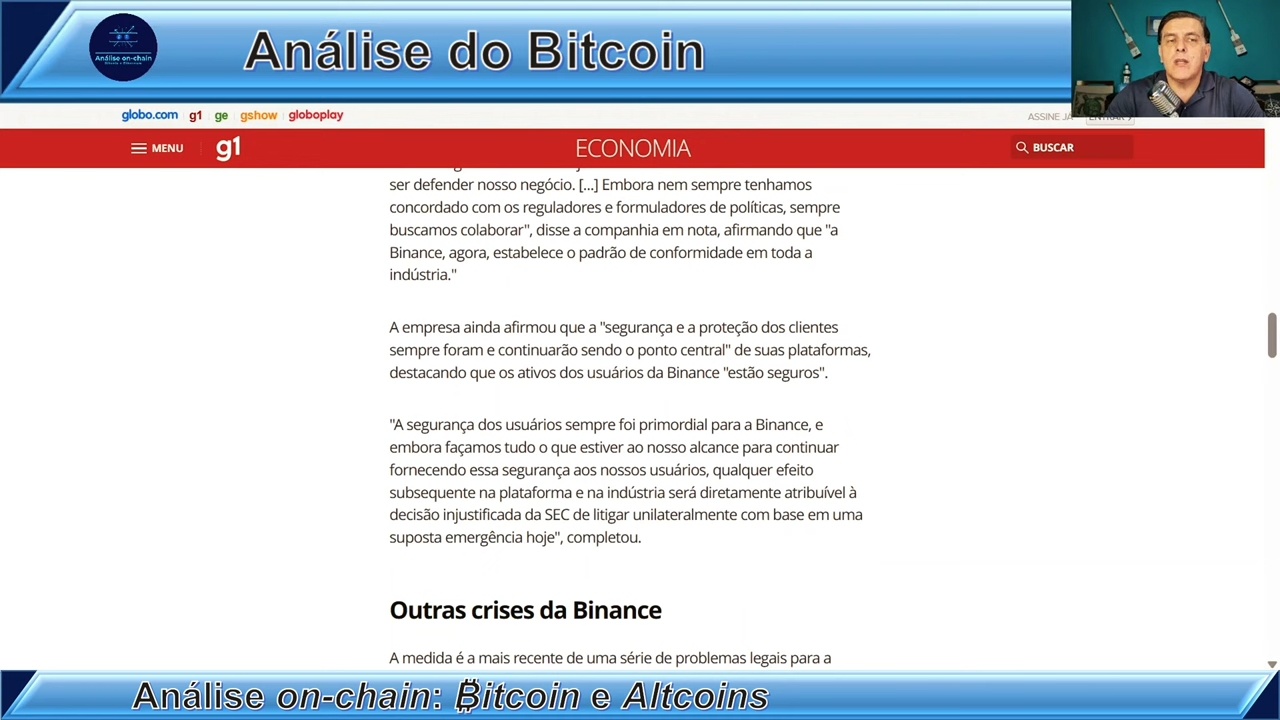 Análise on-chain
Análise do Bitcoin
globo.com g1 ge gshow globoplay
ASSINE JÁ
MENU g1 ECONOMIA BUSCAR
ser defender nosso negócio. [...] Embora nem sempre tenhamos
concordado com os reguladores e formuladores de políticas, sempre
buscamos colaborar", disse a companhia em nota, afirmando que "a
Binance, agora, estabelece o padrão de conformidade em toda a
indústria."
A empresa ainda afirmou que a "segurança e a proteção dos clientes
sempre foram e continuarão sendo o ponto central" de suas plataformas,
destacando que os ativos dos usuários da Binance "estão seguros".
"A segurança dos usuários sempre foi primordial para a Binance, e
embora façamos tudo o que estiver ao nosso alcance para continuar
fornecendo essa segurança aos nossos usuários, qualquer efeito
subsequente na plataforma e na indústria será diretamente atribuível à
decisão injustificada da SEC de litigar unilateralmente com base em uma
suposta emergência hoje", completou.
Outras crises da Binance
A medida é a mais recente de uma série de problemas legais para a
Análise on-chain: ₿itcoin e Altcoins